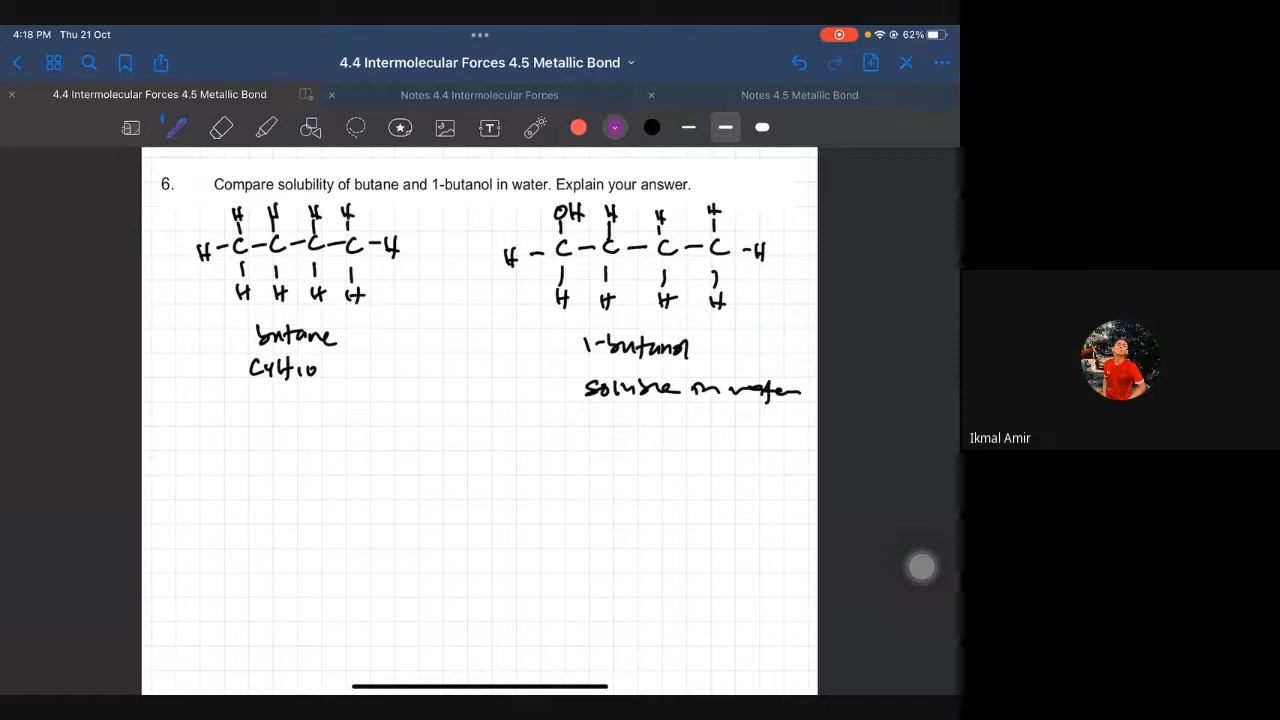 4:18 PM Thu 21 Oct
62%
4.4 Intermolecular Forces 4.5 Metallic Bond
4.4 Intermolecular Forces 4.5 Metallic Bond
Notes 4.4 Intermolecular Forces
Notes 4.5 Metallic Bond
6. Compare solubility of butane and 1-butanol in water. Explain your answer.
H H H H
H - C - C - C - C - H
H H H H
butane
C4H10
OH H H H
H - C - C - C - C - H
H H H H
1-butanol
soluble in water
Ikmal Amir